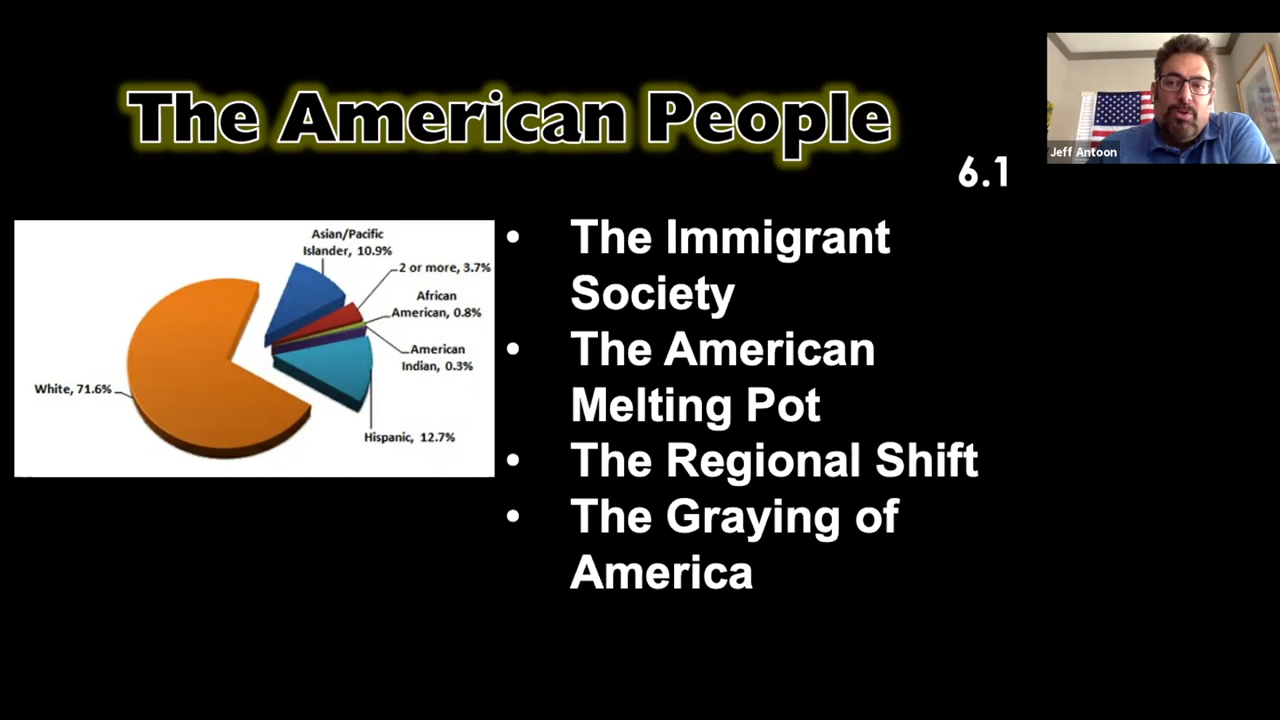 The American People
Jeff Antoon
6.1
Asian/Pacific
Islander, 10.9%
2 or more, 3.7%
African
American, 0.8%
American
Indian, 0.3%
White, 71.6%
Hispanic, 12.7%
• The Immigrant
Society
• The American
Melting Pot
• The Regional Shift
• The Graying of
America